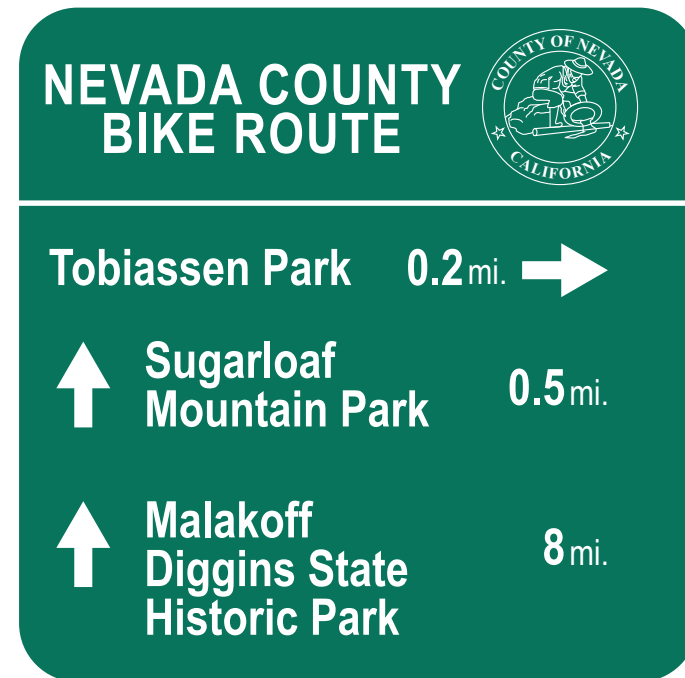 NEVADA COUNTY
BIKE ROUTE
COUNTY OF NEVADA
CALIFORNIA
Tobiassen Park 0.2 mi.
Sugarloaf
Mountain Park 0.5 mi.
Malakoff
Diggins State 8 mi.
Historic Park